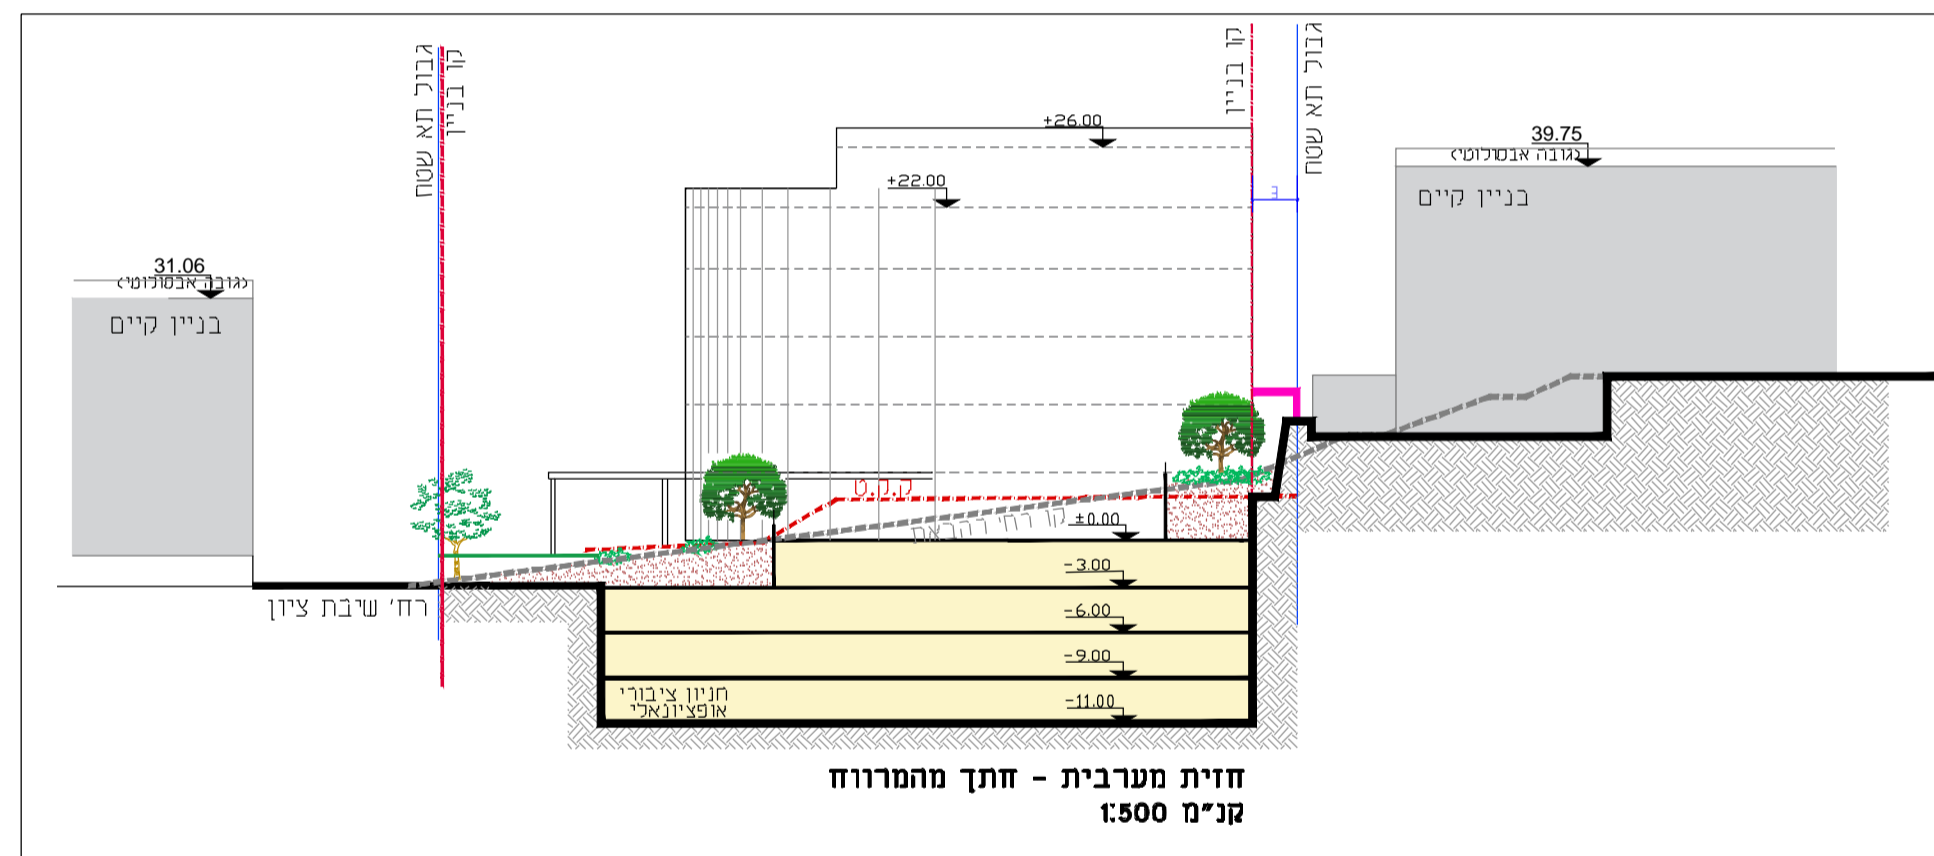 גבול תא שטח
קו בניין
קו בניין
גבול תא שטח
+26.00
39.75
(גובה אבסולוטי)
בניין קיים
+22.00
3
31.06
(גובה אבסולוטי)
בניין קיים
ק.ק.ט
קו רח'
±0.00
-3.00
-6.00
-9.00
-11.00
רח' שיבת ציון
חניון ציבורי
אופציונאלי
חזית מערבית - חתך מהמרווח
קנ"מ 1:500